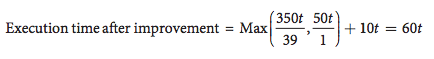 Execution time after improvement = Max(350t/39, 50t/1) + 10t = 60t